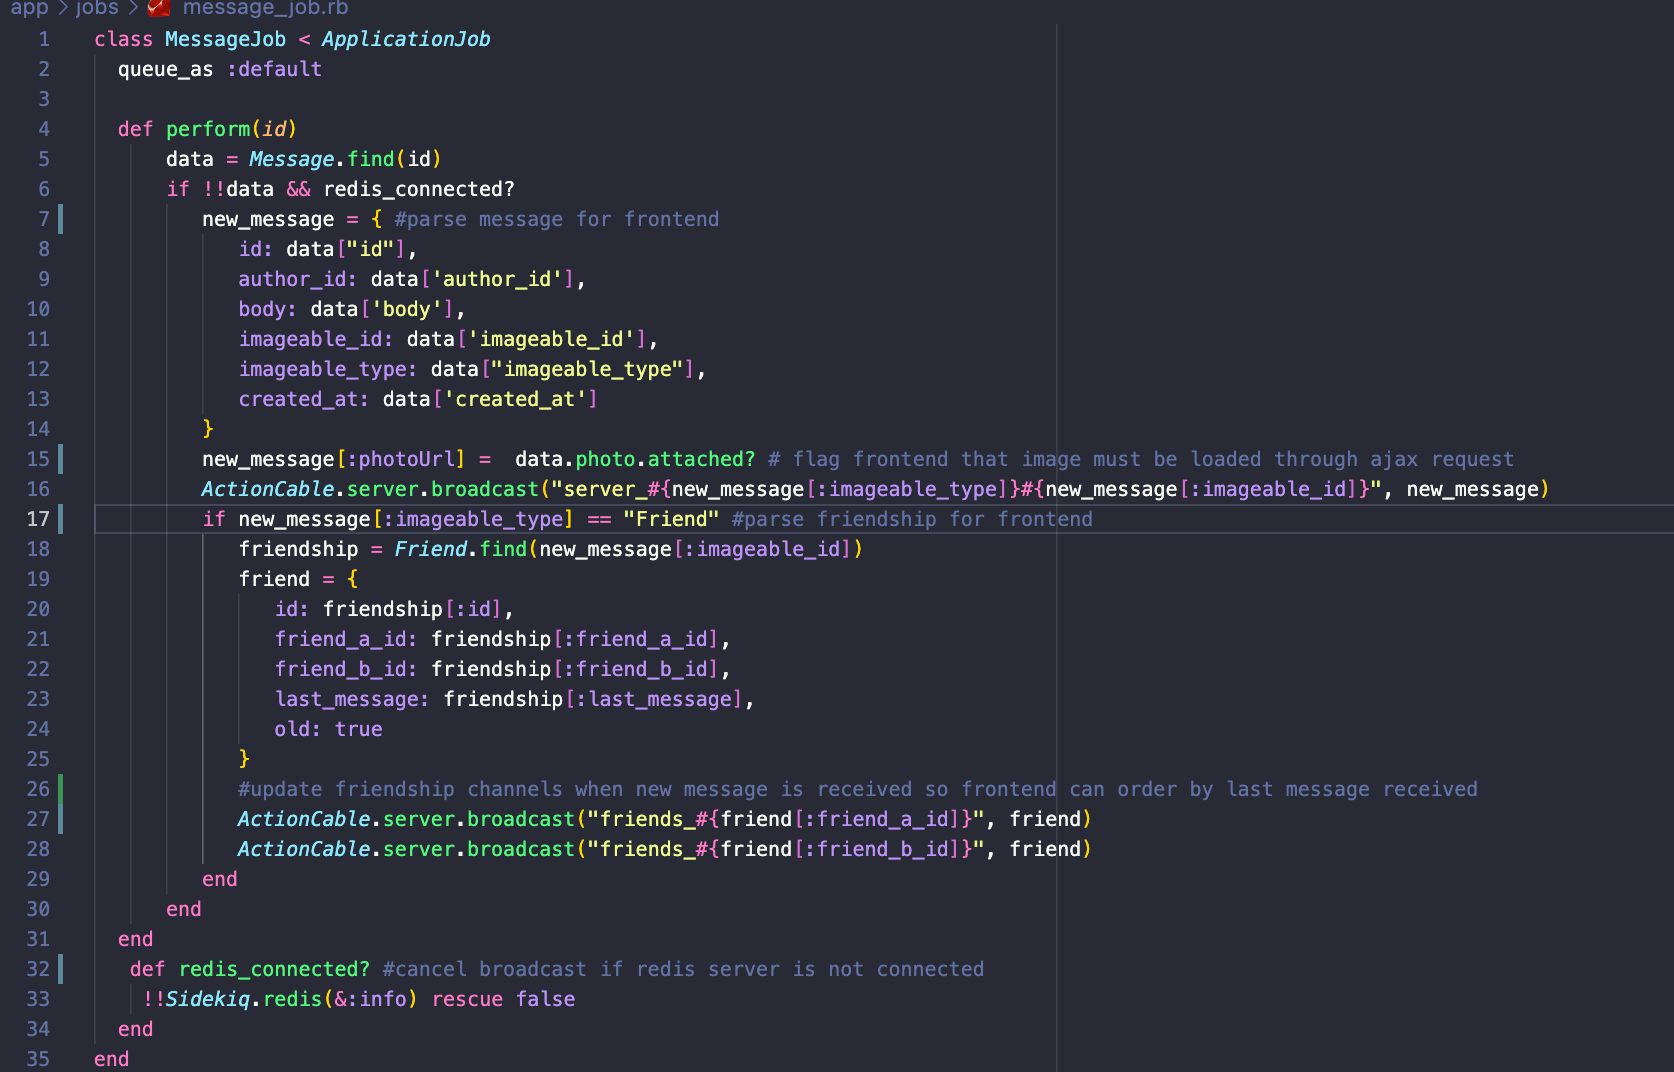 app > jobs > message_job.rb
1 class MessageJob < ApplicationJob
2   queue_as :default
3
4   def perform(id)
5       data = Message.find(id)
6       if !!data && redis_connected?
7          new_message = { #parse message for frontend
8             id: data["id"],
9             author_id: data['author_id'],
10             body: data['body'],
11             imageable_id: data['imageable_id'],
12             imageable_type: data["imageable_type"],
13             created_at: data['created_at']
14          }
15          new_message[:photoUrl] =  data.photo.attached? # flag frontend that image must be loaded through ajax request
16          ActionCable.server.broadcast("server_#{new_message[:imageable_type]}#{new_message[:imageable_id]}", new_message)
17          if new_message[:imageable_type] == "Friend" #parse friendship for frontend
18             friendship = Friend.find(new_message[:imageable_id])
19             friend = {
20                id: friendship[:id],
21                friend_a_id: friendship[:friend_a_id],
22                friend_b_id: friendship[:friend_b_id],
23                last_message: friendship[:last_message],
24                old: true
25             }
26             #update friendship channels when new message is received so frontend can order by last message received
27             ActionCable.server.broadcast("friends_#{friend[:friend_a_id]}", friend)
28             ActionCable.server.broadcast("friends_#{friend[:friend_b_id]}", friend)
29          end
30       end
31   end
32    def redis_connected? #cancel broadcast if redis server is not connected
33     !!Sidekiq.redis(&:info) rescue false
34   end
35 end